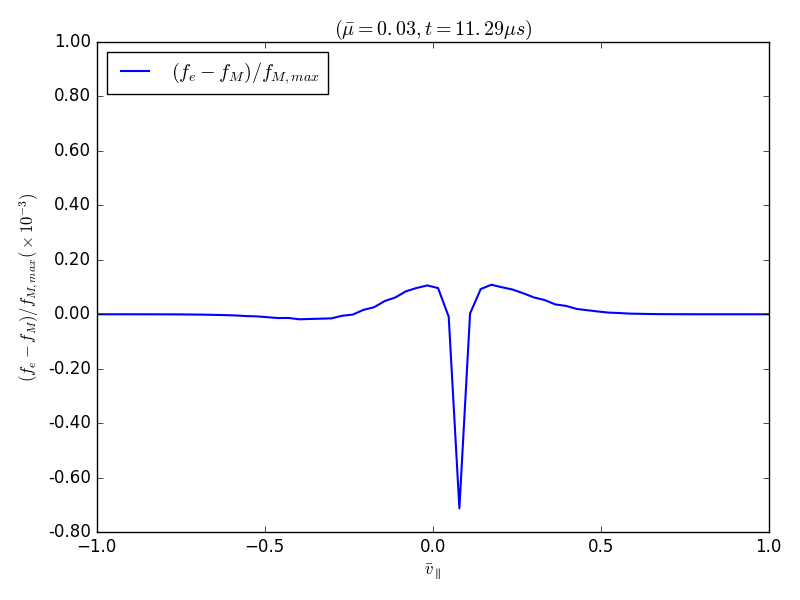 (μ̄ = 0.03, t = 11.29μs)
1.00
(f_e − f_M)/f_{M,max}
0.80
0.60
0.40
0.20
0.00
-0.20
-0.40
-0.60
-0.80
(f_e − f_M)/f_{M,max}(×10^{−3})
−1.0 −0.5 0.0 0.5 1.0
v̄_∥